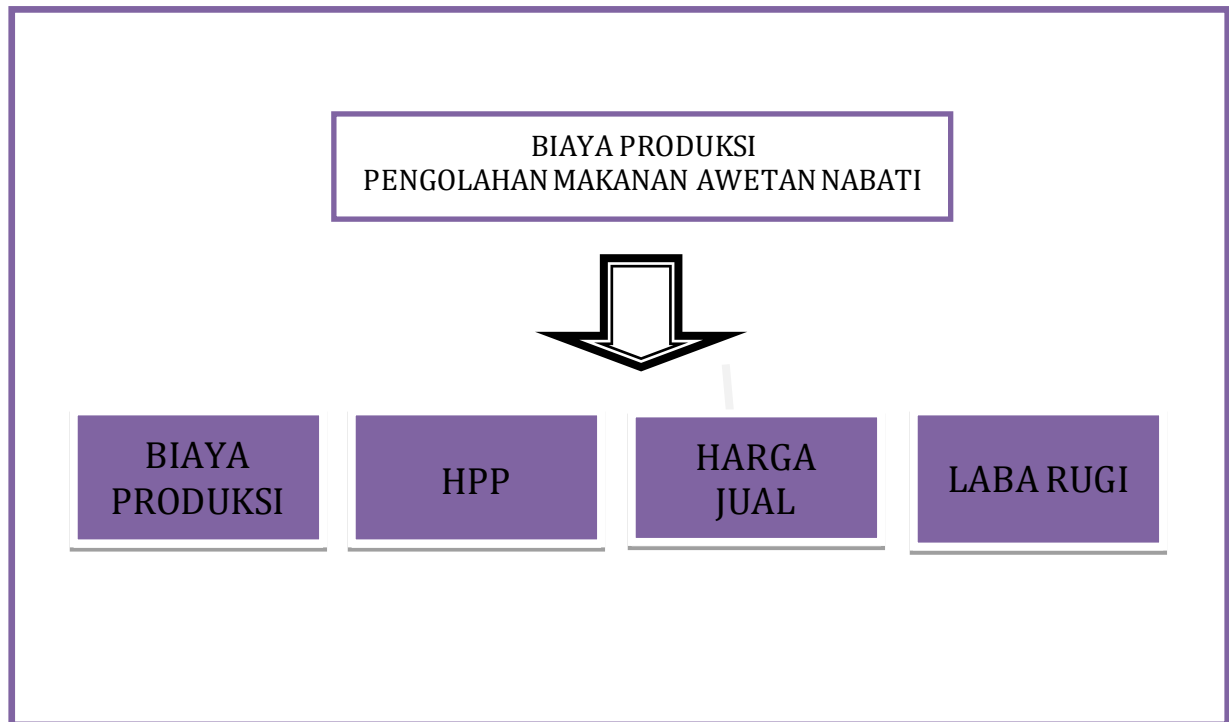 BIAYA PRODUKSI
PENGOLAHAN MAKANAN AWETAN NABATI
BIAYA
PRODUKSI
HPP
HARGA
JUAL
LABA RUGI